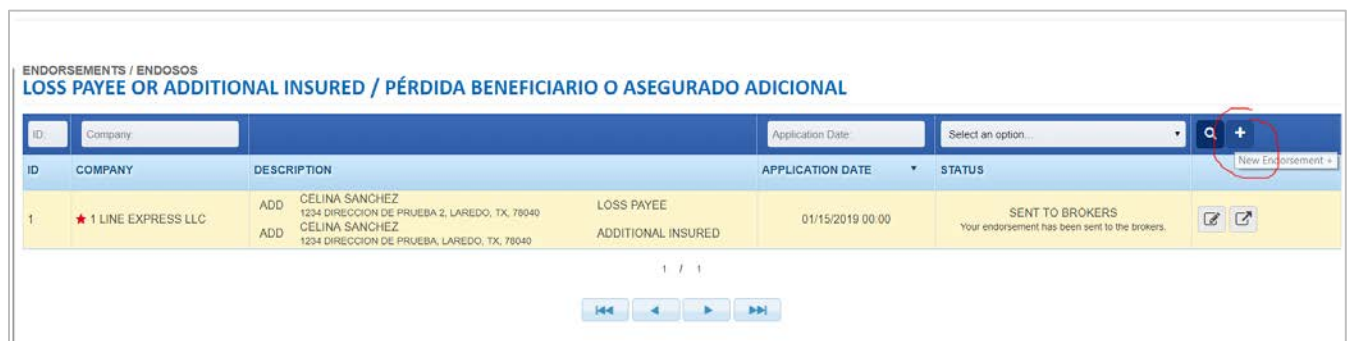 ENDORSEMENTS / ENDOSOS
LOSS PAYEE OR ADDITIONAL INSURED / PÉRDIDA BENEFICIARIO O ASEGURADO ADICIONAL
ID: Company: Application Date: Select an option...
New Endorsement +
ID COMPANY DESCRIPTION APPLICATION DATE STATUS
ADD CELINA SANCHEZ LOSS PAYEE
1234 DIRECCION DE PRUEBA 2, LAREDO, TX, 78040
1 ★ 1 LINE EXPRESS LLC 01/15/2019 00:00 SENT TO BROKERS
Your endorsement has been sent to the brokers.
ADD CELINA SANCHEZ ADDITIONAL INSURED
1234 DIRECCION DE PRUEBA, LAREDO, TX, 78040
1 / 1